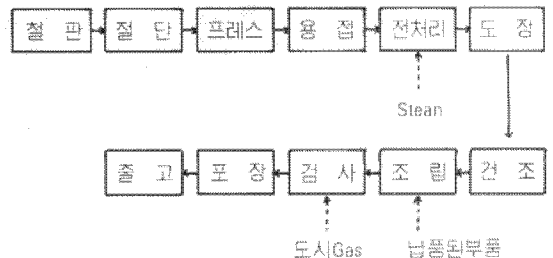 철 판 절 단 프레스 용 접 전처리 도 장
Stean
출 고 포 장 검 사 조 립 건 조
도시Gas 납품된부품